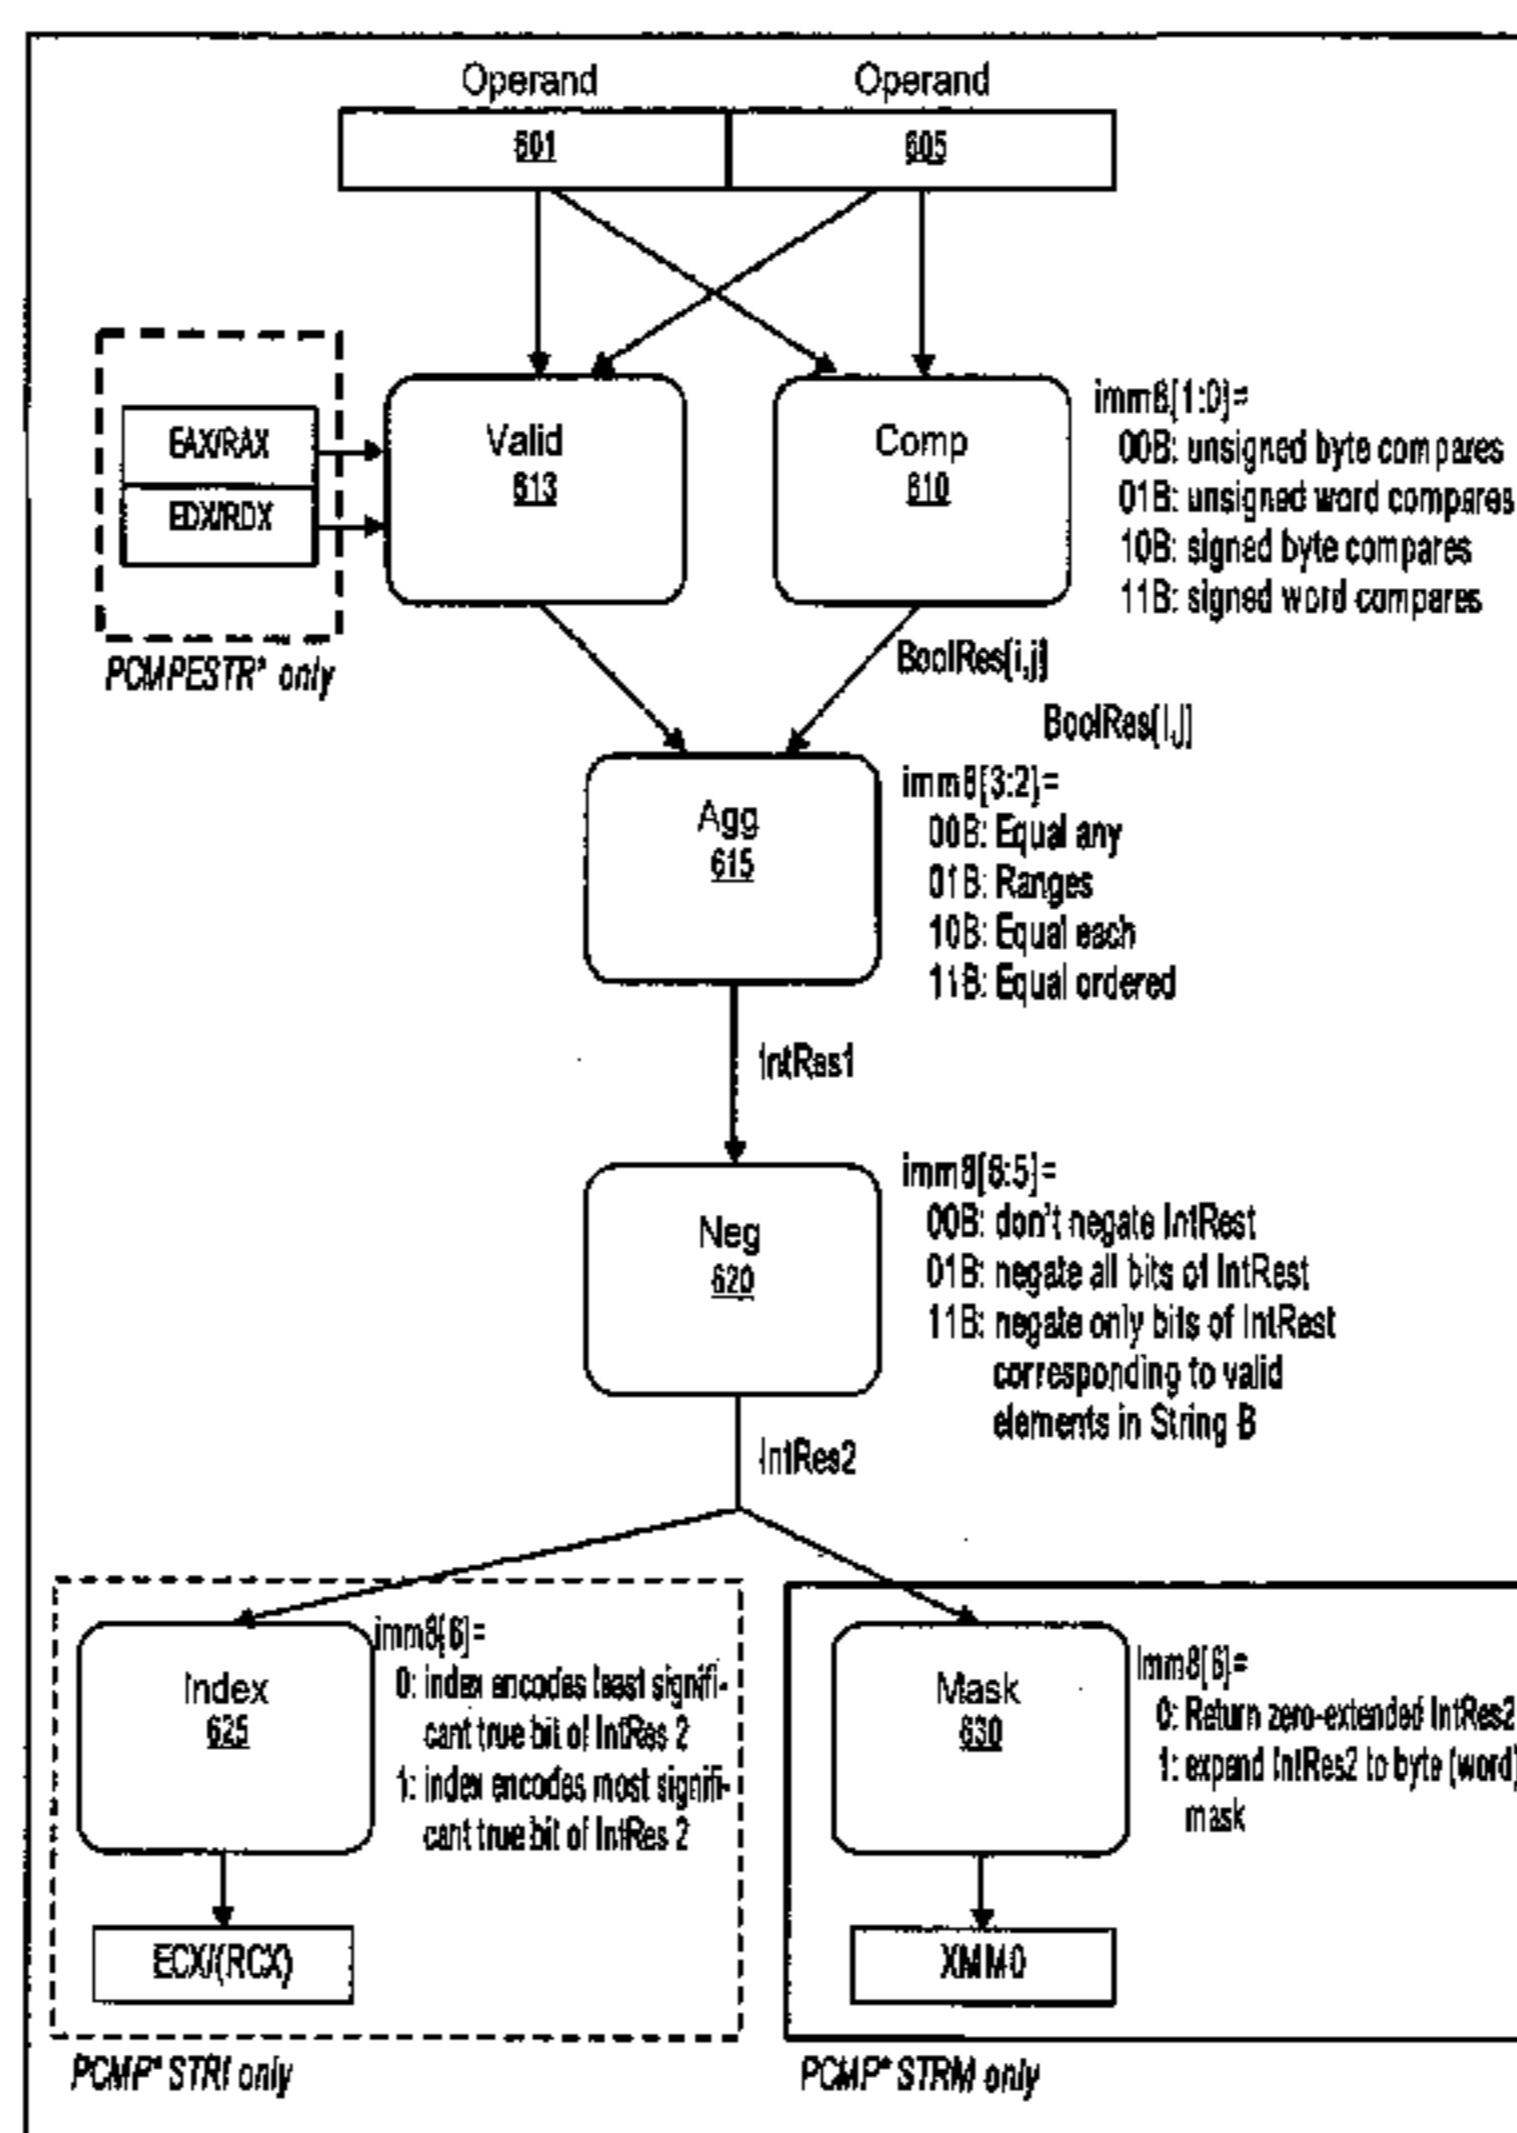 Operand Operand
601 605
EAX/RAX
EDX/RDX
PCMPESTR* only
Valid
613
Comp
610
imm8[1:0]=
00B: unsigned byte compares
01B: unsigned word compares
10B: signed byte compares
11B: signed word compares
BoolRes[i,j]
BoolRes[I,j]
Agg
615
imm8[3:2]=
00B: Equal any
01B: Ranges
10B: Equal each
11B: Equal ordered
IntRes1
Neg
620
imm8[6:5]=
00B: don't negate IntRest
01B: negate all bits of IntRest
11B: negate only bits of IntRest
corresponding to valid
elements in String B
IntRes2
Index
625
imm8[6]=
0: index encodes least signifi-
cant true bit of IntRes 2
1: index encodes most signifi-
cant true bit of IntRes 2
ECX/(RCX)
PCMP*STRI only
Mask
630
Imm8[6]=
0: Return zero-extended IntRes2
1: expand IntRes2 to byte (word)
mask
XMM0
PCMP*STRM only